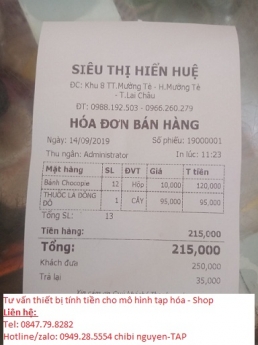 SIÊU THỊ HIỀN HUỆ
ĐC: Khu 8 TT.Mường Tè - H.Mường Tè
- T.Lai Châu
ĐT: 0988.192.503 - 0966.260.279
HÓA ĐƠN BÁN HÀNG
Ngày: 14/09/2019 Số phiếu: 19000001
Thu ngân: Administrator In lúc: 11:23
Mặt hàng SL ĐVT Giá T tiền
Bánh Chocopie 12 Hộp 10,000 120,000
THUỐC LÁ ĐÔNG
ĐÔ 1 CÂY 95,000 95,000
Tổng SL: 13
Tiền hàng: 215,000
Tổng: 215,000
Khách đưa 250,000
Trả lại 35,000
Tư vấn thiết bị tính tiền cho mô hình tạp hóa - Shop
Liên hệ:
Tel: 0847.79.8282
Hotline/zalo: 0949.28.5554 chibi nguyen-TAP